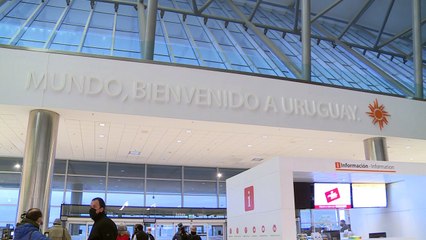 MUNDO, BIENVENIDO A URUGUAY.
i Información - information
i